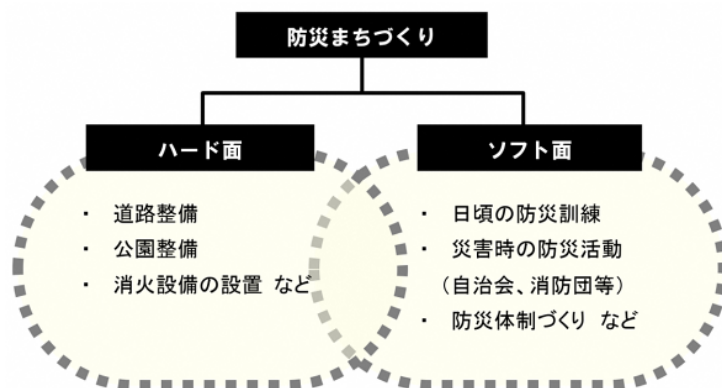 防災まちづくり
ハード面
・ 道路整備
・ 公園整備
・ 消火設備の設置 など
ソフト面
・ 日頃の防災訓練
・ 災害時の防災活動
（自治会、消防団等）
・ 防災体制づくり など